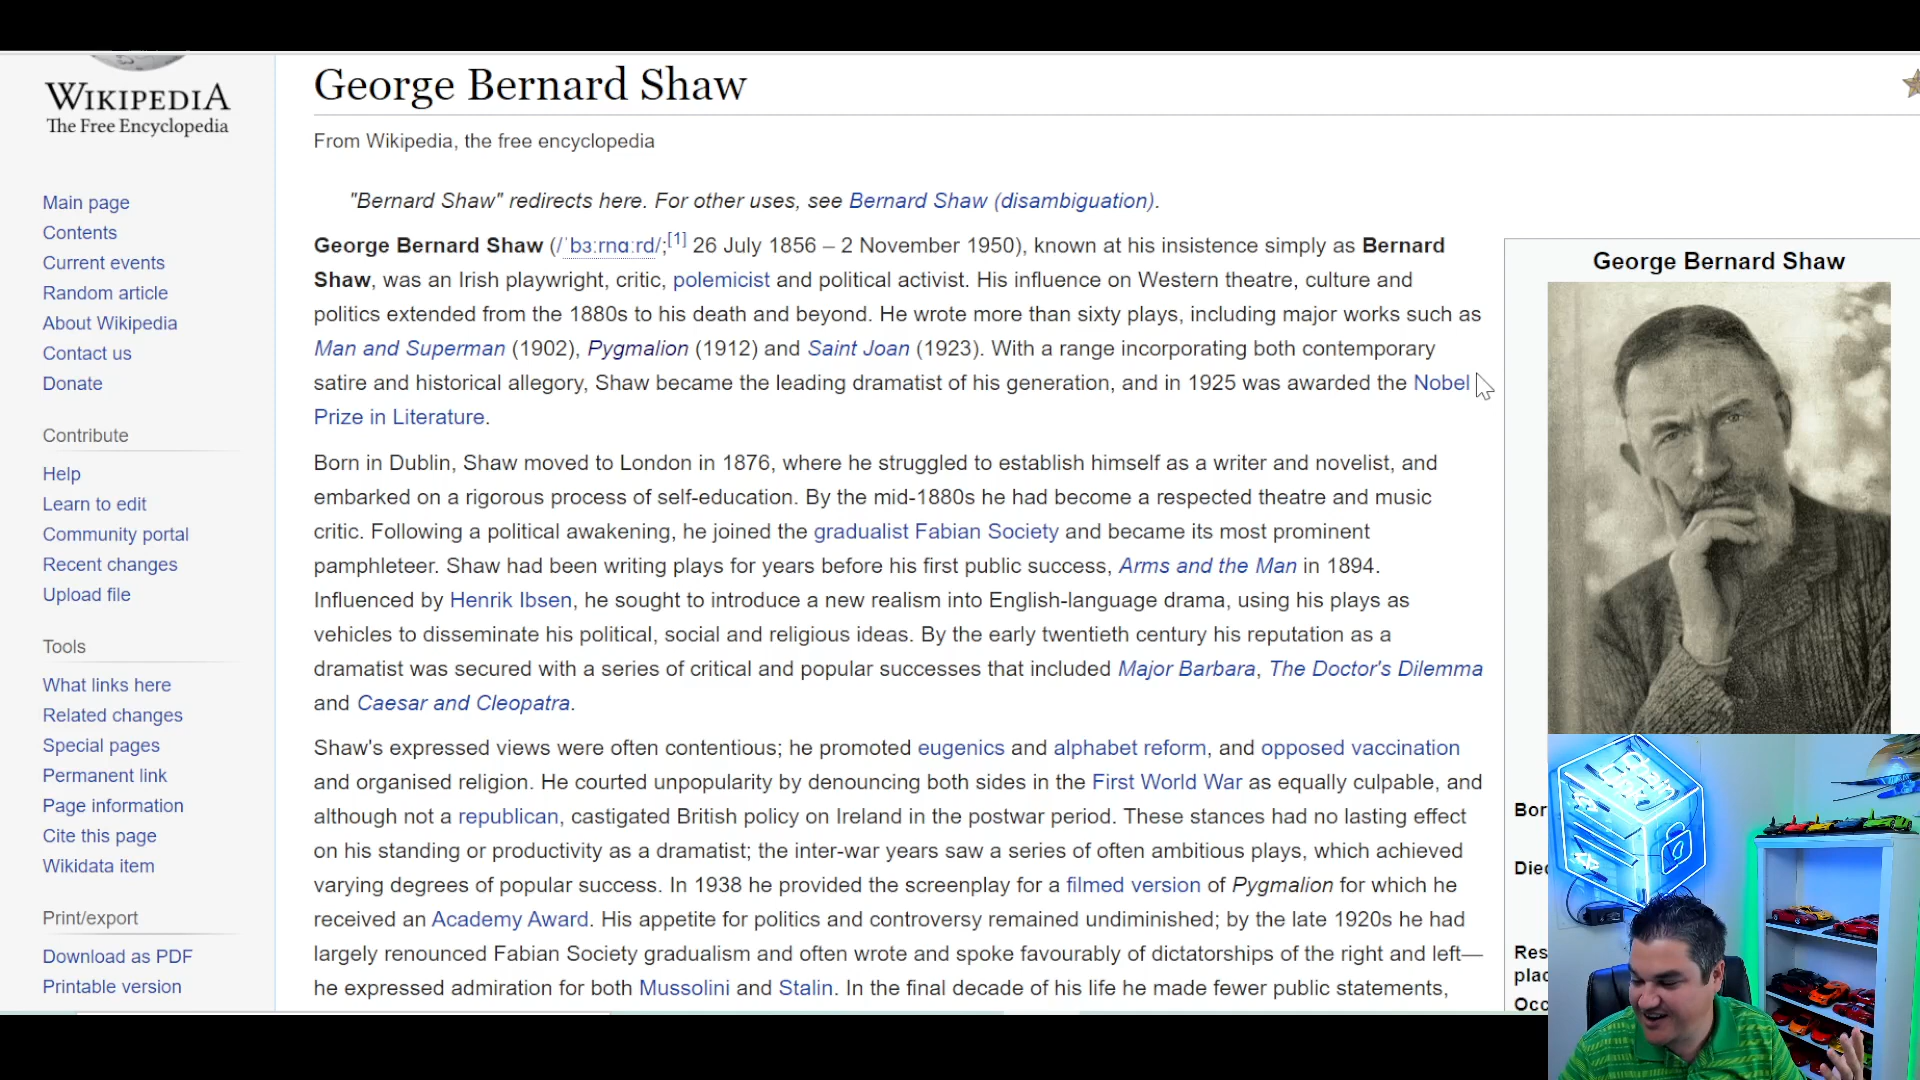 WIKIPEDIA
The Free Encyclopedia
Main page
Contents
Current events
Random article
About Wikipedia
Contact us
Donate
Contribute
Help
Learn to edit
Community portal
Recent changes
Upload file
Tools
What links here
Related changes
Special pages
Permanent link
Page information
Cite this page
Wikidata item
Print/export
Download as PDF
Printable version
George Bernard Shaw
From Wikipedia, the free encyclopedia
"Bernard Shaw" redirects here. For other uses, see Bernard Shaw (disambiguation).
George Bernard Shaw (/ˈbɜːrnɑːrd/;[1] 26 July 1856 – 2 November 1950), known at his insistence simply as Bernard
Shaw, was an Irish playwright, critic, polemicist and political activist. His influence on Western theatre, culture and
politics extended from the 1880s to his death and beyond. He wrote more than sixty plays, including major works such as
Man and Superman (1902), Pygmalion (1912) and Saint Joan (1923). With a range incorporating both contemporary
satire and historical allegory, Shaw became the leading dramatist of his generation, and in 1925 was awarded the Nobel
Prize in Literature.
Born in Dublin, Shaw moved to London in 1876, where he struggled to establish himself as a writer and novelist, and
embarked on a rigorous process of self-education. By the mid-1880s he had become a respected theatre and music
critic. Following a political awakening, he joined the gradualist Fabian Society and became its most prominent
pamphleteer. Shaw had been writing plays for years before his first public success, Arms and the Man in 1894.
Influenced by Henrik Ibsen, he sought to introduce a new realism into English-language drama, using his plays as
vehicles to disseminate his political, social and religious ideas. By the early twentieth century his reputation as a
dramatist was secured with a series of critical and popular successes that included Major Barbara, The Doctor's Dilemma
and Caesar and Cleopatra.
Shaw's expressed views were often contentious; he promoted eugenics and alphabet reform, and opposed vaccination
and organised religion. He courted unpopularity by denouncing both sides in the First World War as equally culpable, and
although not a republican, castigated British policy on Ireland in the postwar period. These stances had no lasting effect
on his standing or productivity as a dramatist; the inter-war years saw a series of often ambitious plays, which achieved
varying degrees of popular success. In 1938 he provided the screenplay for a filmed version of Pygmalion for which he
received an Academy Award. His appetite for politics and controversy remained undiminished; by the late 1920s he had
largely renounced Fabian Society gradualism and often wrote and spoke favourably of dictatorships of the right and left—
he expressed admiration for both Mussolini and Stalin. In the final decade of his life he made fewer public statements,
George Bernard Shaw
Bor
Died
Res
plac
Occ